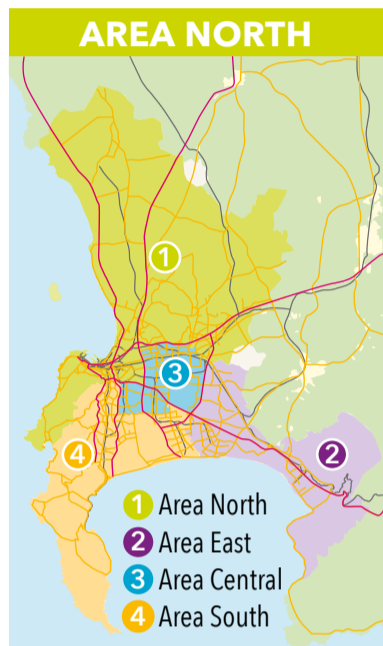 AREA NORTH
1
3
4
2
1 Area North
2 Area East
3 Area Central
4 Area South